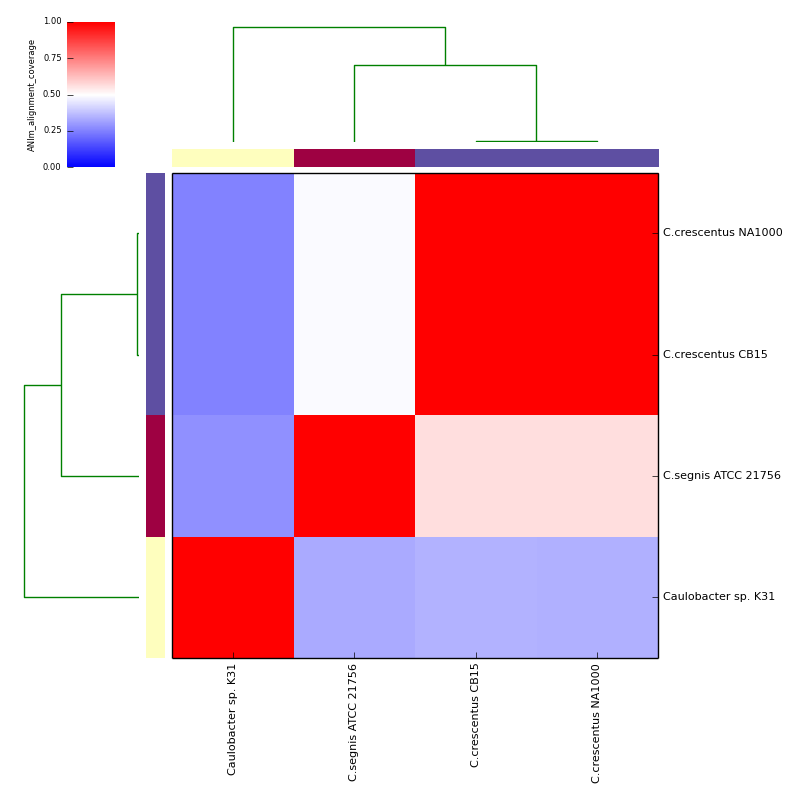 1.00
0.75
0.50
0.25
0.00
ANIm_alignment_coverage
C.crescentus NA1000
C.crescentus CB15
C.segnis ATCC 21756
Caulobacter sp. K31
Caulobacter sp. K31
C.segnis ATCC 21756
C.crescentus CB15
C.crescentus NA1000